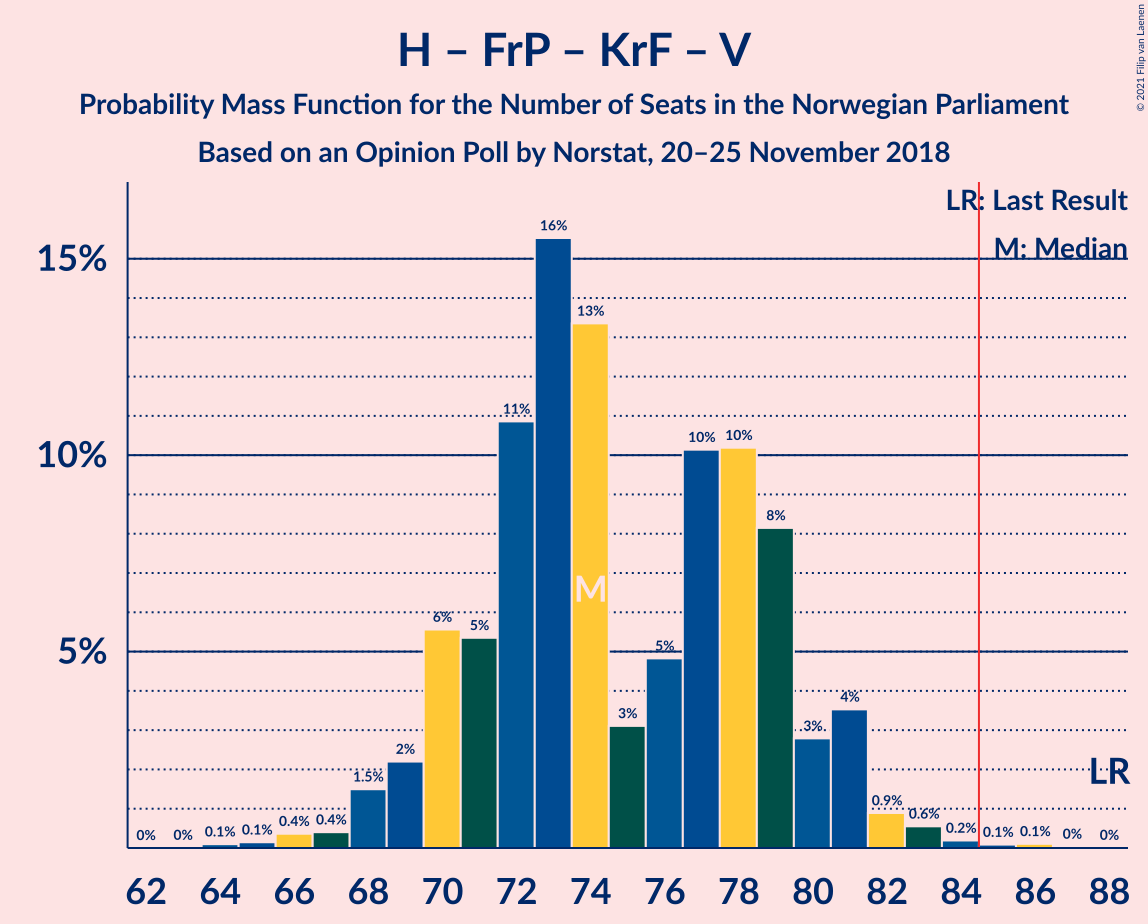 H – FrP – KrF – V
Probability Mass Function for the Number of Seats in the Norwegian Parliament
Based on an Opinion Poll by Norstat, 20–25 November 2018
© 2021 Filip van Laenen
LR: Last Result
M: Median
15%
10%
5%
0% 0% 0.1% 0.1% 0.4% 0.4% 1.5% 2% 6% 5% 11% 16% 13% 3% 5% 10% 10% 8% 3% 4% 0.9% 0.6% 0.2% 0.1% 0.1% 0% 0%
M
LR
62 64 66 68 70 72 74 76 78 80 82 84 86 88